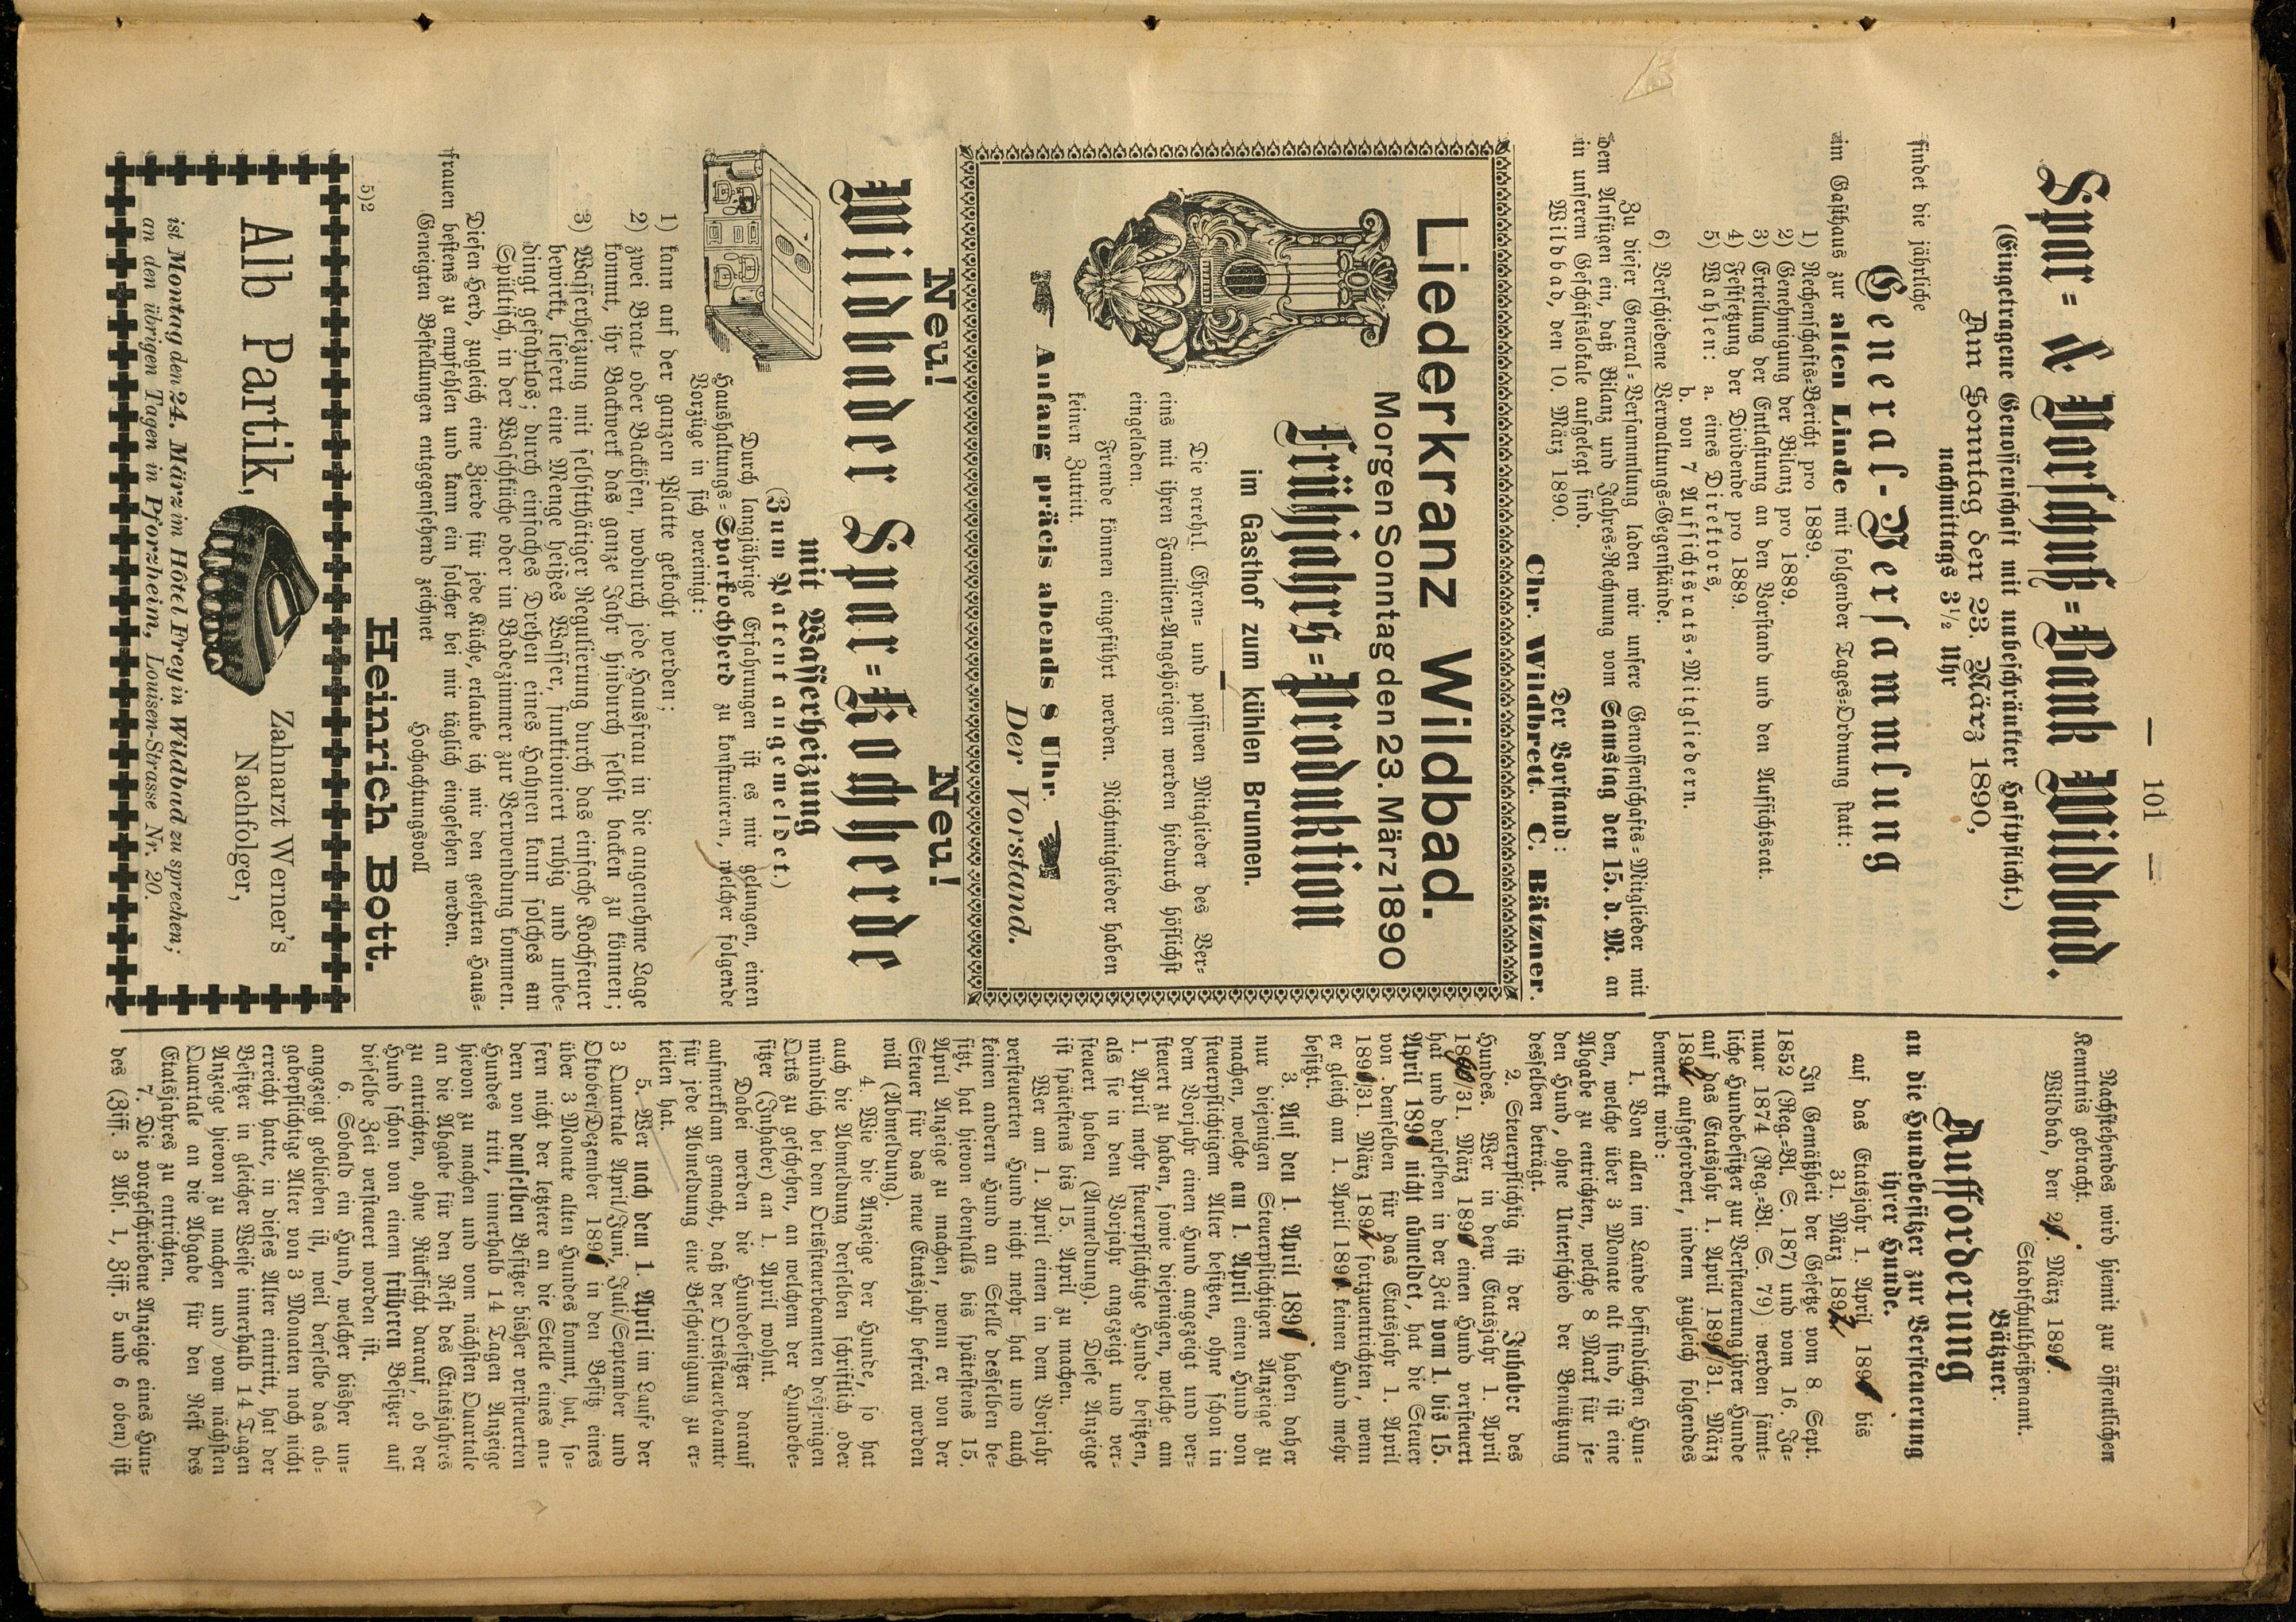 — 101 —
Spar= & Vorschuß=Bank Wildbad.
(Eingetragene Genossenschaft mit unbeschränkter Haftpflicht.)
Am Sonntag den 23. März 1890,
nachmittags 3½ Uhr
findet die jährliche
General-Versammlung
im Gasthaus zur alten Linde mit folgender Tages=Ordnung statt:
1) Rechenschafts=Bericht pro 1889.
2) Genehmigung der Bilanz pro 1889.
3) Erteilung der Entlastung an den Vorstand und den Aufsichtsrat.
4) Festsetzung der Dividende pro 1889.
5) Wahlen: a. eines Direktors,
b. von 7 Aufsichtsrats-Mitgliedern.
6) Verschiedene Verwaltungs=Gegenstände.
Zu dieser General=Versammlung laden wir unsere Genossenschafts=Mitglieder mit
dem Anfügen ein, daß Bilanz und Jahres=Rechnung vom Samstag den 15. d. M. an
in unserem Geschäftslokale aufgelegt sind.
Wildbad, den 10. März 1890.
Der Vorstand:
Chr. Wildbrett. C. Bätzner.
Liederkranz Wildbad.
Morgen Sonntag den 23. März 1890
Frühjahrs=Produktion
im Gasthof zum kühlen Brunnen.
Die verehrl. Ehren= und passiven Mitglieder des Ver=
eins mit ihren Familien=Angehörigen werden hiedurch höflichst
eingeladen.
Fremde können eingeführt werden. Nichtmitglieder haben
keinen Zutritt.
Anfang präcis abends 8 Uhr.
Der Vorstand.
Neu! Neu!
Wildbader Spar=Kochherde
mit Wasserheizung
(Zum Patent angemeldet.)
Durch langjährige Erfahrungen ist es mir gelungen, einen
Haushaltungs=Sparkochherd zu konstruieren, welcher folgende
Vorzüge in sich vereinigt:
1) kann auf der ganzen Platte gekocht werden;
2) zwei Brat= oder Backöfen, wodurch jede Hausfrau in die angenehme Lage
kommt, ihr Backwerk das ganze Jahr hindurch selbst backen zu können;
3) Wasserheizung mit selbstthätiger Regulierung durch das einfache Kochfeuer
bewirkt, liefert eine Menge heißes Wasser, funktioniert ruhig und unbe=
dingt gefahrlos; durch einfaches Drehen eines Hahnen kann solches am
Spültisch, in der Waschküche oder im Badezimmer zur Verwendung kommen.
Diesen Herd, zugleich eine Zierde für jede Küche, erlaube ich mir den geehrten Haus=
frauen bestens zu empfehlen und kann ein solcher bei mir täglich eingesehen werden.
Geneigten Bestellungen entgegensehend zeichnet
Hochachtungsvoll
Heinrich Bott.
5)2
Alb Partik,
Zahnarzt Werner's
Nachfolger,
ist Montag den 24. März im Hôtel Frey in Wildbad zu sprechen;
an den übrigen Tagen in Pforzheim, Louisen-Strasse Nr. 20.
Nachstehendes wird hiemit zur öffentlichen
Kenntnis gebracht.
Wildbad, den März 189
Stadtschultheißenamt.
Bätzner.
Aufforderung
an die Hundebesitzer zur Versteuerung
ihrer Hunde.
auf das Etatsjahr 1. April 189 bis
31. März 189
In Gemäßheit der Gesetze vom 8. Sept.
1852 (Reg.=Bl. S. 187) und vom 16. Ja=
nuar 1874 (Reg.=Bl. S. 79) werden sämt=
liche Hundebesitzer zur Versteuerung ihrer Hunde
auf das Etatsjahr 1. April 189 /31. März
189 aufgefordert, indem zugleich folgendes
bemerkt wird:
1. Von allen im Lande befindlichen Hun=
den, welche über 3 Monate alt sind, ist eine
Abgabe zu entrichten, welche 8 Mark für je=
den Hund, ohne Unterschied der Benützung
desselben beträgt.
2. Steuerpflichtig ist der Inhaber des
Hundes. Wer in dem Etatsjahr 1. April
18 /31. März 189 einen Hund versteuert
hat und denselben in der Zeit vom 1. bis 15.
April 189 nicht abmeldet, hat die Steuer
von demselben für das Etatsjahr 1. April
189 /31 März 189 fortzuentrichten, wenn
er gleich am 1. April 189 keinen Hund mehr
besitzt.
3. Auf den 1. April 189 haben daher
nur diejenigen Steuerpflichtigen Anzeige zu
machen, welche am 1. April einen Hund von
steuerpflichtigem Alter besitzen, ohne schon in
dem Vorjahr einen Hund angezeigt und ver=
steuert zu haben, sowie diejenigen, welche am
1. April mehr steuerpflichtige Hunde besitzen,
als sie in dem Vorjahr angezeigt und ver=
steuert haben (Anmeldung). Diese Anzeige
ist spätestens bis 15. April zu machen.
Wer am 1. April einen in dem Vorjahr
versteuerten Hund nicht mehr hat und auch
keinen andern Hund an Stelle desselben be=
sitzt, hat hievon ebenfalls bis spätestens 15.
April Anzeige zu machen, wenn er von der
Steuer für das neue Etatsjahr befreit werden
will (Abmeldung).
4. Wie die Anzeige der Hunde, so hat
auch die Abmeldung derselben schriftlich oder
mündlich bei dem Ortssteuerbeamten desjenigen
Orts zu geschehen, an welchem der Hundebe=
sitzer (Inhaber) am 1. April wohnt.
Dabei werden die Hundebesitzer darauf
aufmerksam gemacht, daß der Ortssteuerbeamte
für jede Abmeldung eine Bescheinigung zu er=
teilen hat.
5. Wer nach dem 1. April im Laufe der
3 Quartale April/Juni, Juli/September und
Oktober/Dezember 189 in den Besitz eines
über 3 Monate alten Hundes kommt, hat, so=
fern nicht der letztere an die Stelle eines an=
dern von demselben Besitzer bisher versteuerten
Hundes tritt, innerhalb 14 Tagen Anzeige
hievon zu machen und vom nächsten Quartale
an die Abgabe für den Rest des Etatsjahres
zu entrichten, ohne Rücksicht darauf, ob der
Hund schon von einem früheren Besitzer auf
dieselbe Zeit versteuert worden ist.
6. Sobald ein Hund, welcher bisher un=
angezeigt geblieben ist, weil derselbe das ab=
gabepflichtige Alter von 3 Monaten noch nicht
erreicht hatte, in dieses Alter eintritt, hat der
Besitzer in gleicher Weise innerhalb 14 Tagen
Anzeige hievon zu machen und vom nächsten
Quartale an die Abgabe für den Rest des
Etatsjahres zu entrichten.
7. Die vorgeschriebene Anzeige eines Hun=
des (Ziff. 3 Abs. 1, Ziff. 5 und 6 oben) ist